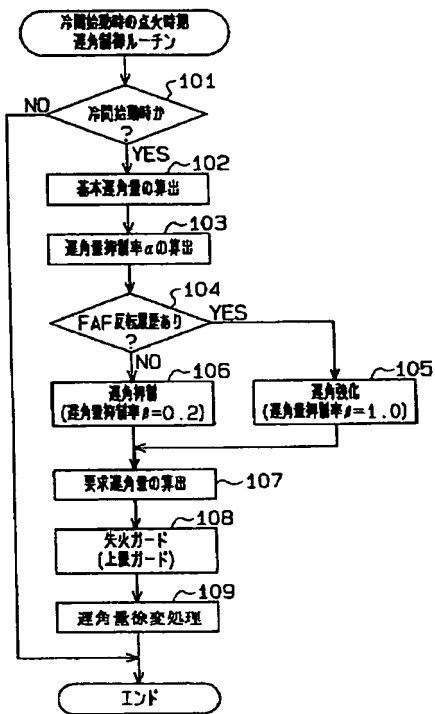 冷間始動時の点火時期
遅角制御ルーチン
101
冷間始動時か
?
NO
YES
102
基本遅角量の算出
103
遅角量抑制率αの算出
104
FAF反転履歴あり
?
YES
NO
106
遅角抑制
(遅角量抑制率β=0.2)
105
遅角強化
(遅角量抑制率β=1.0)
要求遅角量の算出
107
108
失火ガード
(上限ガード)
109
遅角量徐変処理
エンド